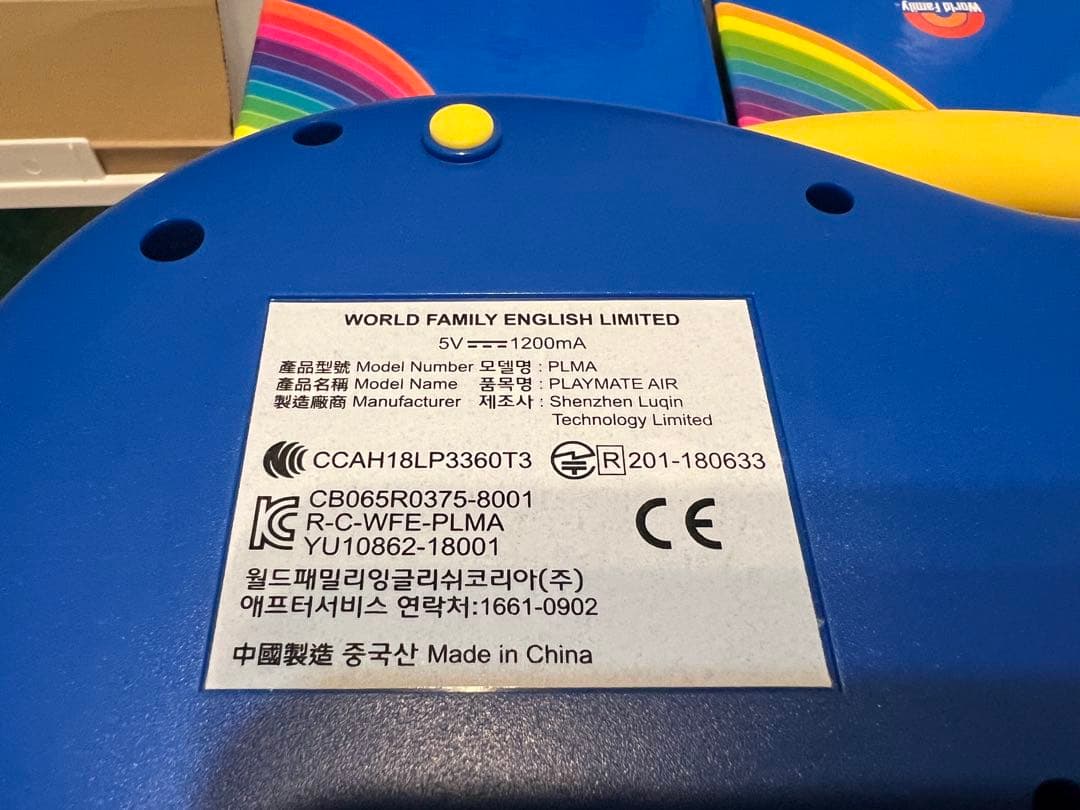 World Family
WORLD FAMILY ENGLISH LIMITED
5V 1200mA
產品型號 Model Number 모델명 : PLMA
產品名稱 Model Name 품목명 : PLAYMATE AIR
製造廠商 Manufacturer 제조사 : Shenzhen Luqin
Technology Limited
CCAH18LP3360T3 R 201-180633
CB065R0375-8001
R-C-WFE-PLMA
YU10862-18001
CE
월드패밀리잉글리쉬코리아(주)
애프터서비스 연락처:1661-0902
中國製造 중국산 Made in China